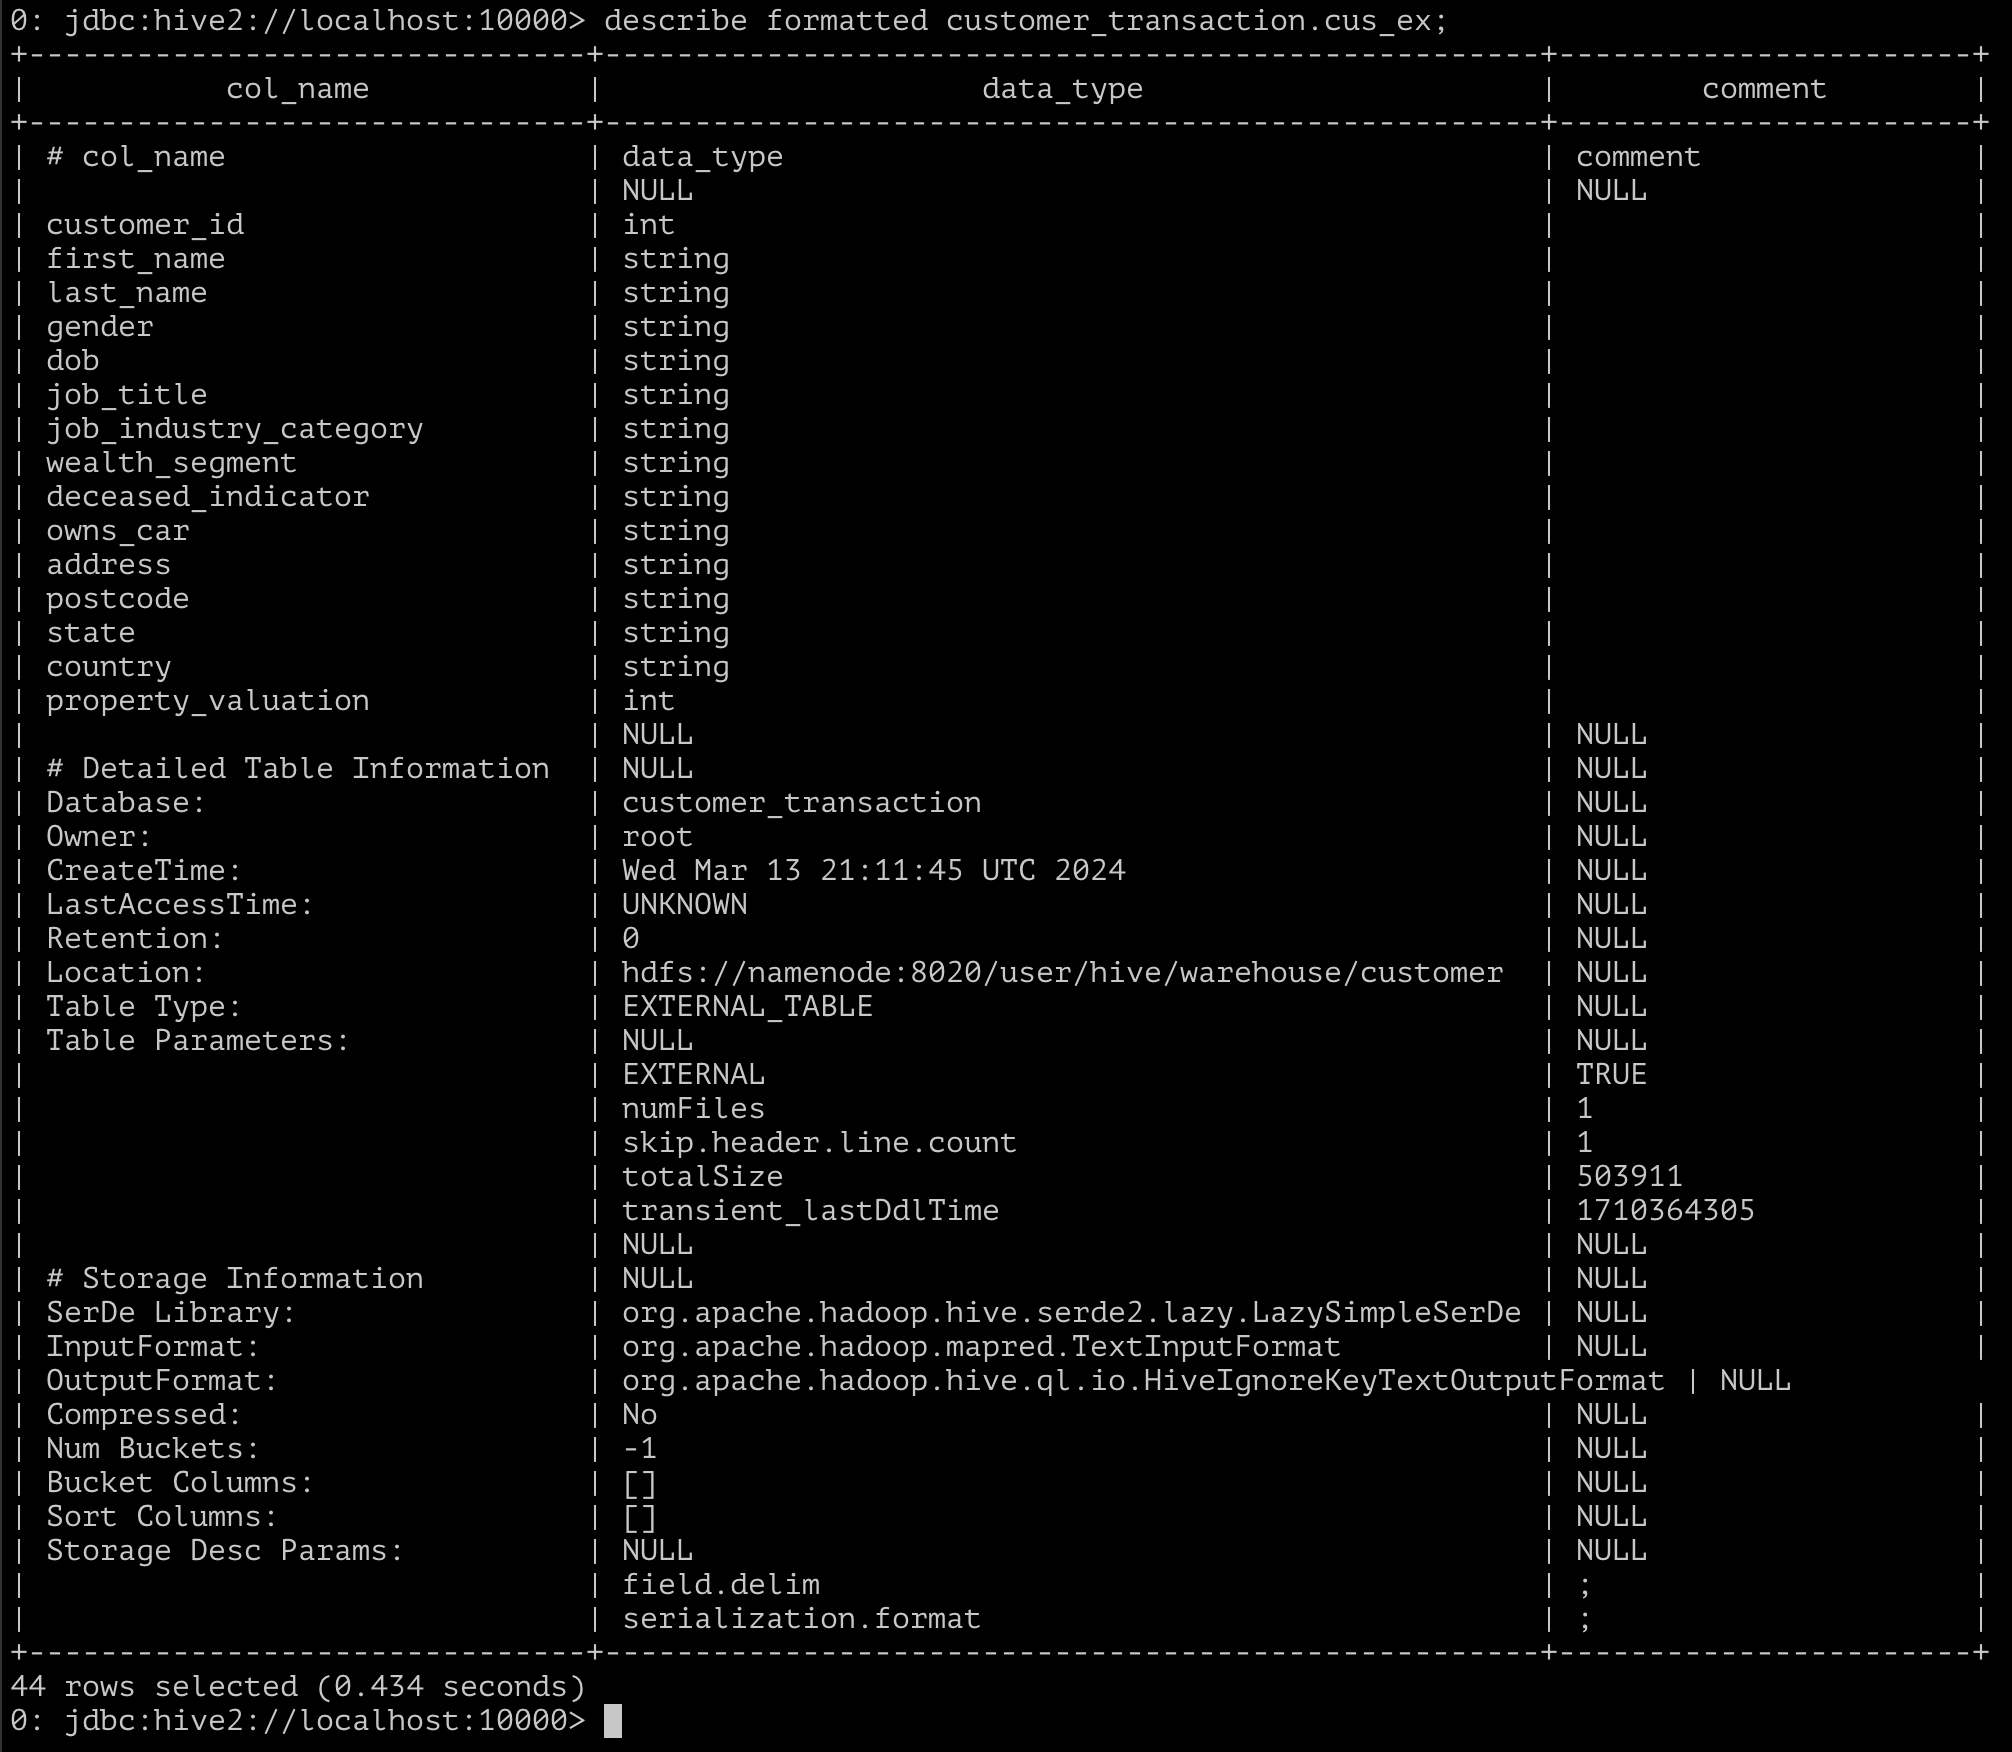 0: jdbc:hive2://localhost:10000> describe formatted customer_transaction.cus_ex;
+-------------------------------+----------------------------------------------------+-----------------------+
|           col_name            |                     data_type                      |        comment        |
+-------------------------------+----------------------------------------------------+-----------------------+
| # col_name                    | data_type                                          | comment               |
|                               | NULL                                               | NULL                  |
| customer_id                   | int                                                |                       |
| first_name                    | string                                             |                       |
| last_name                     | string                                             |                       |
| gender                        | string                                             |                       |
| dob                           | string                                             |                       |
| job_title                     | string                                             |                       |
| job_industry_category         | string                                             |                       |
| wealth_segment                | string                                             |                       |
| deceased_indicator            | string                                             |                       |
| owns_car                      | string                                             |                       |
| address                       | string                                             |                       |
| postcode                      | string                                             |                       |
| state                         | string                                             |                       |
| country                       | string                                             |                       |
| property_valuation            | int                                                |                       |
|                               | NULL                                               | NULL                  |
| # Detailed Table Information  | NULL                                               | NULL                  |
| Database:                     | customer_transaction                               | NULL                  |
| Owner:                        | root                                               | NULL                  |
| CreateTime:                   | Wed Mar 13 21:11:45 UTC 2024                       | NULL                  |
| LastAccessTime:               | UNKNOWN                                            | NULL                  |
| Retention:                    | 0                                                  | NULL                  |
| Location:                     | hdfs://namenode:8020/user/hive/warehouse/customer  | NULL                  |
| Table Type:                   | EXTERNAL_TABLE                                     | NULL                  |
| Table Parameters:             | NULL                                               | NULL                  |
|                               | EXTERNAL                                           | TRUE                  |
|                               | numFiles                                           | 1                     |
|                               | skip.header.line.count                             | 1                     |
|                               | totalSize                                          | 503911                |
|                               | transient_lastDdlTime                              | 1710364305            |
|                               | NULL                                               | NULL                  |
| # Storage Information         | NULL                                               | NULL                  |
| SerDe Library:                | org.apache.hadoop.hive.serde2.lazy.LazySimpleSerDe | NULL                  |
| InputFormat:                  | org.apache.hadoop.mapred.TextInputFormat           | NULL                  |
| OutputFormat:                 | org.apache.hadoop.hive.ql.io.HiveIgnoreKeyTextOutputFormat | NULL
| Compressed:                   | No                                                 | NULL                  |
| Num Buckets:                  | -1                                                 | NULL                  |
| Bucket Columns:               | []                                                 | NULL                  |
| Sort Columns:                 | []                                                 | NULL                  |
| Storage Desc Params:          | NULL                                               | NULL                  |
|                               | field.delim                                        | ;                     |
|                               | serialization.format                               | ;                     |
+-------------------------------+----------------------------------------------------+-----------------------+
44 rows selected (0.434 seconds)
0: jdbc:hive2://localhost:10000>